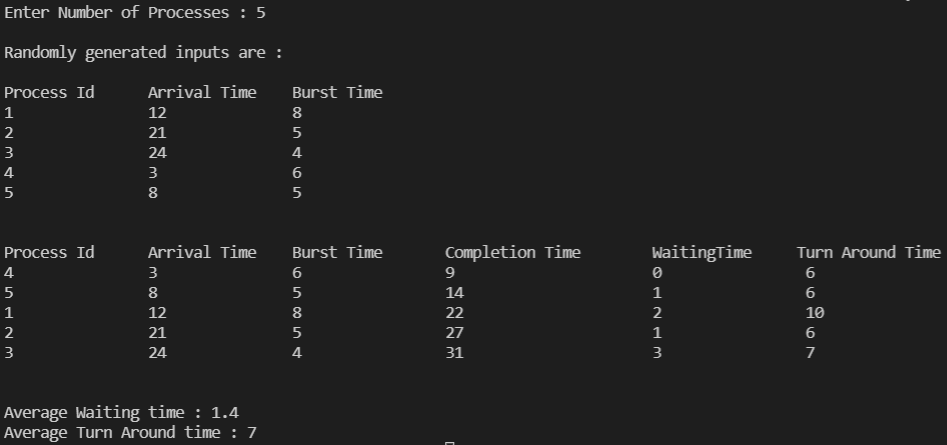 Enter Number of Processes : 5
Randomly generated inputs are :
Process Id Arrival Time Burst Time
1 12 8
2 21 5
3 24 4
4 3 6
5 8 5
Process Id Arrival Time Burst Time Completion Time WaitingTime Turn Around Time
4 3 6 9 0 6
5 8 5 14 1 6
1 12 8 22 2 10
2 21 5 27 1 6
3 24 4 31 3 7
Average Waiting time : 1.4
Average Turn Around time : 7